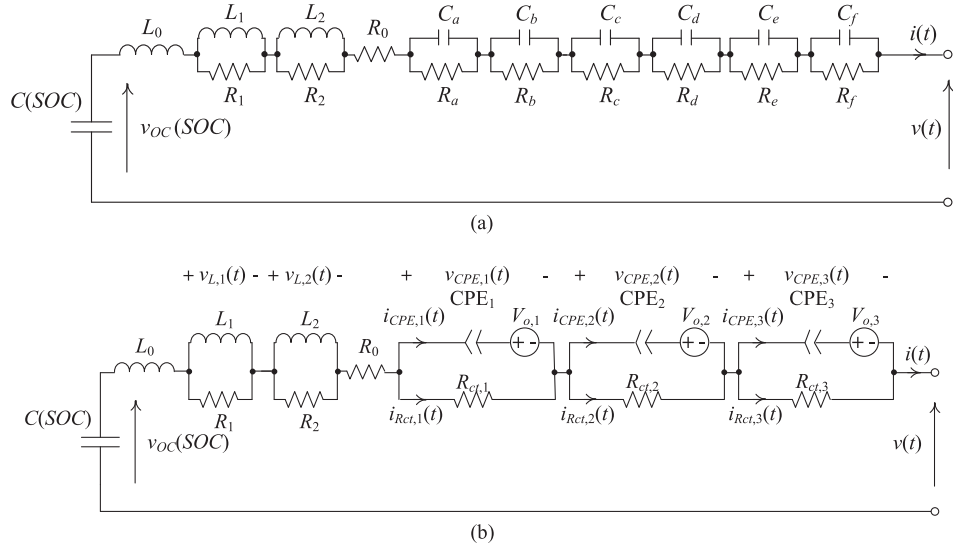 L0 L1 L2 R0 Ca Cb Cc Cd Ce Cf i(t)
R1 R2 Ra Rb Rc Rd Re Rf
C(SOC) vOC(SOC) v(t)
(a)
+ vL,1(t) - + vL,2(t) - + vCPE,1(t) - + vCPE,2(t) - + vCPE,3(t) -
CPE1 CPE2 CPE3
L1 L2 iCPE,1(t) Vo,1 iCPE,2(t) Vo,2 iCPE,3(t) Vo,3
L0 R0 + - + - + - i(t)
Rct,1 Rct,2 Rct,3
R1 R2 iRct,1(t) iRct,2(t) iRct,3(t)
C(SOC) vOC(SOC) v(t)
(b)